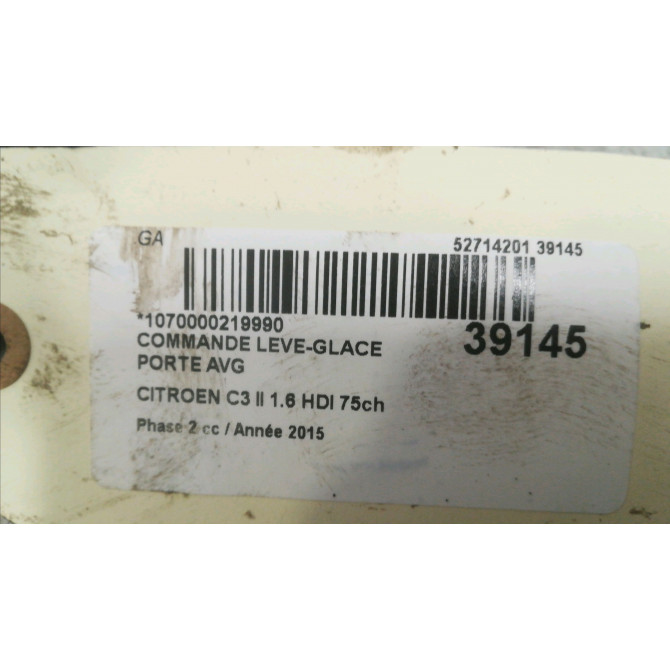 GA
52714201 39145
*1070000219990
39145
COMMANDE LEVE-GLACE
PORTE AVG
CITROEN C3 II 1.6 HDI 75ch
Phase 2 cc / Année 2015